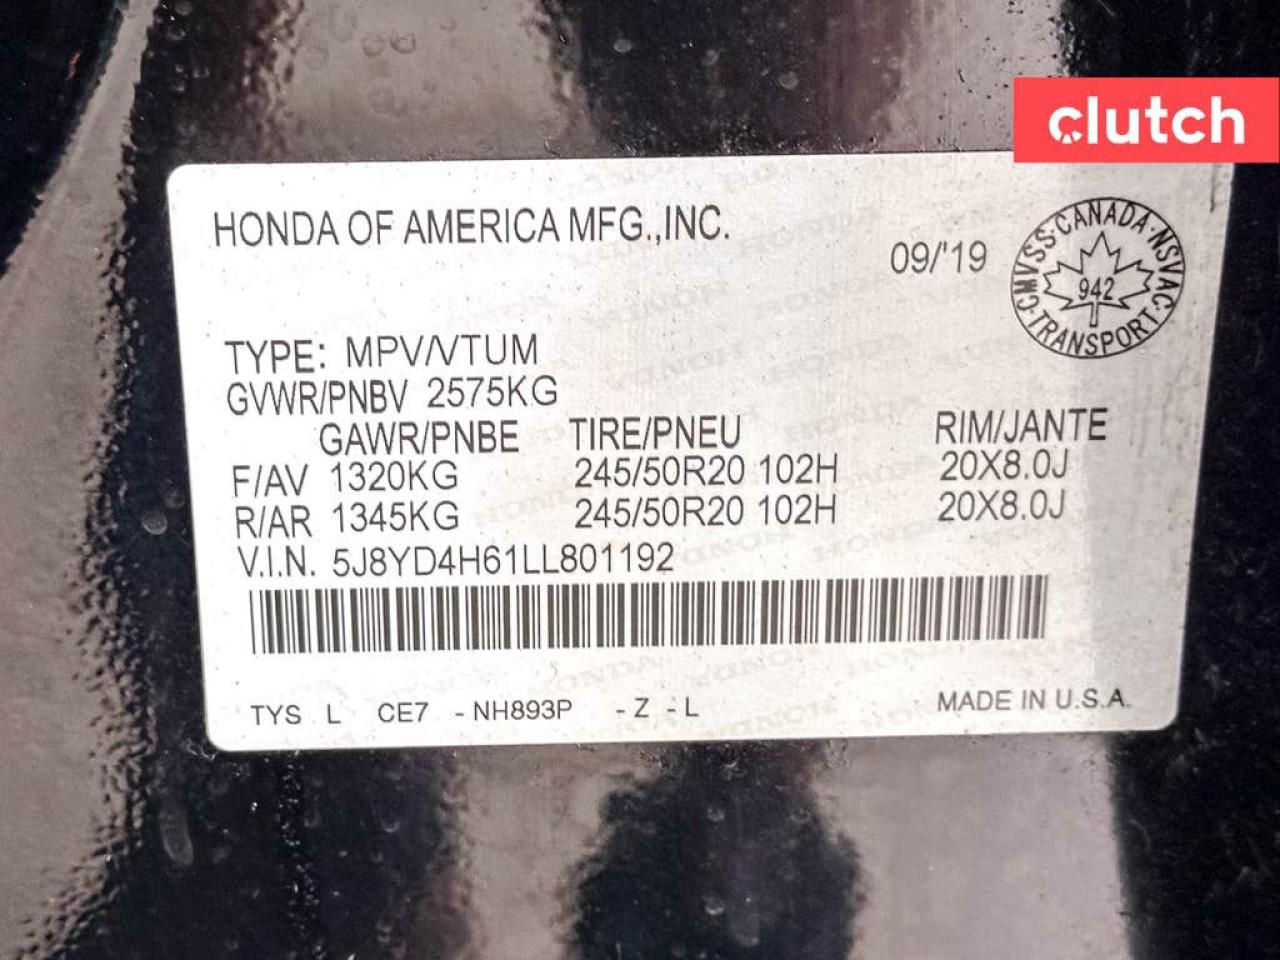 clutch
HONDA OF AMERICA MFG.,INC.
09/'19
CMVSS·CANADA·NSVAC·TRANSPORT·
942
TYPE: MPV/VTUM
GVWR/PNBV 2575KG
GAWR/PNBE TIRE/PNEU RIM/JANTE
F/AV 1320KG 245/50R20 102H 20X8.0J
R/AR 1345KG 245/50R20 102H 20X8.0J
V.I.N. 5J8YD4H61LL801192
TYS L CE7 - NH893P - Z - L MADE IN U.S.A.